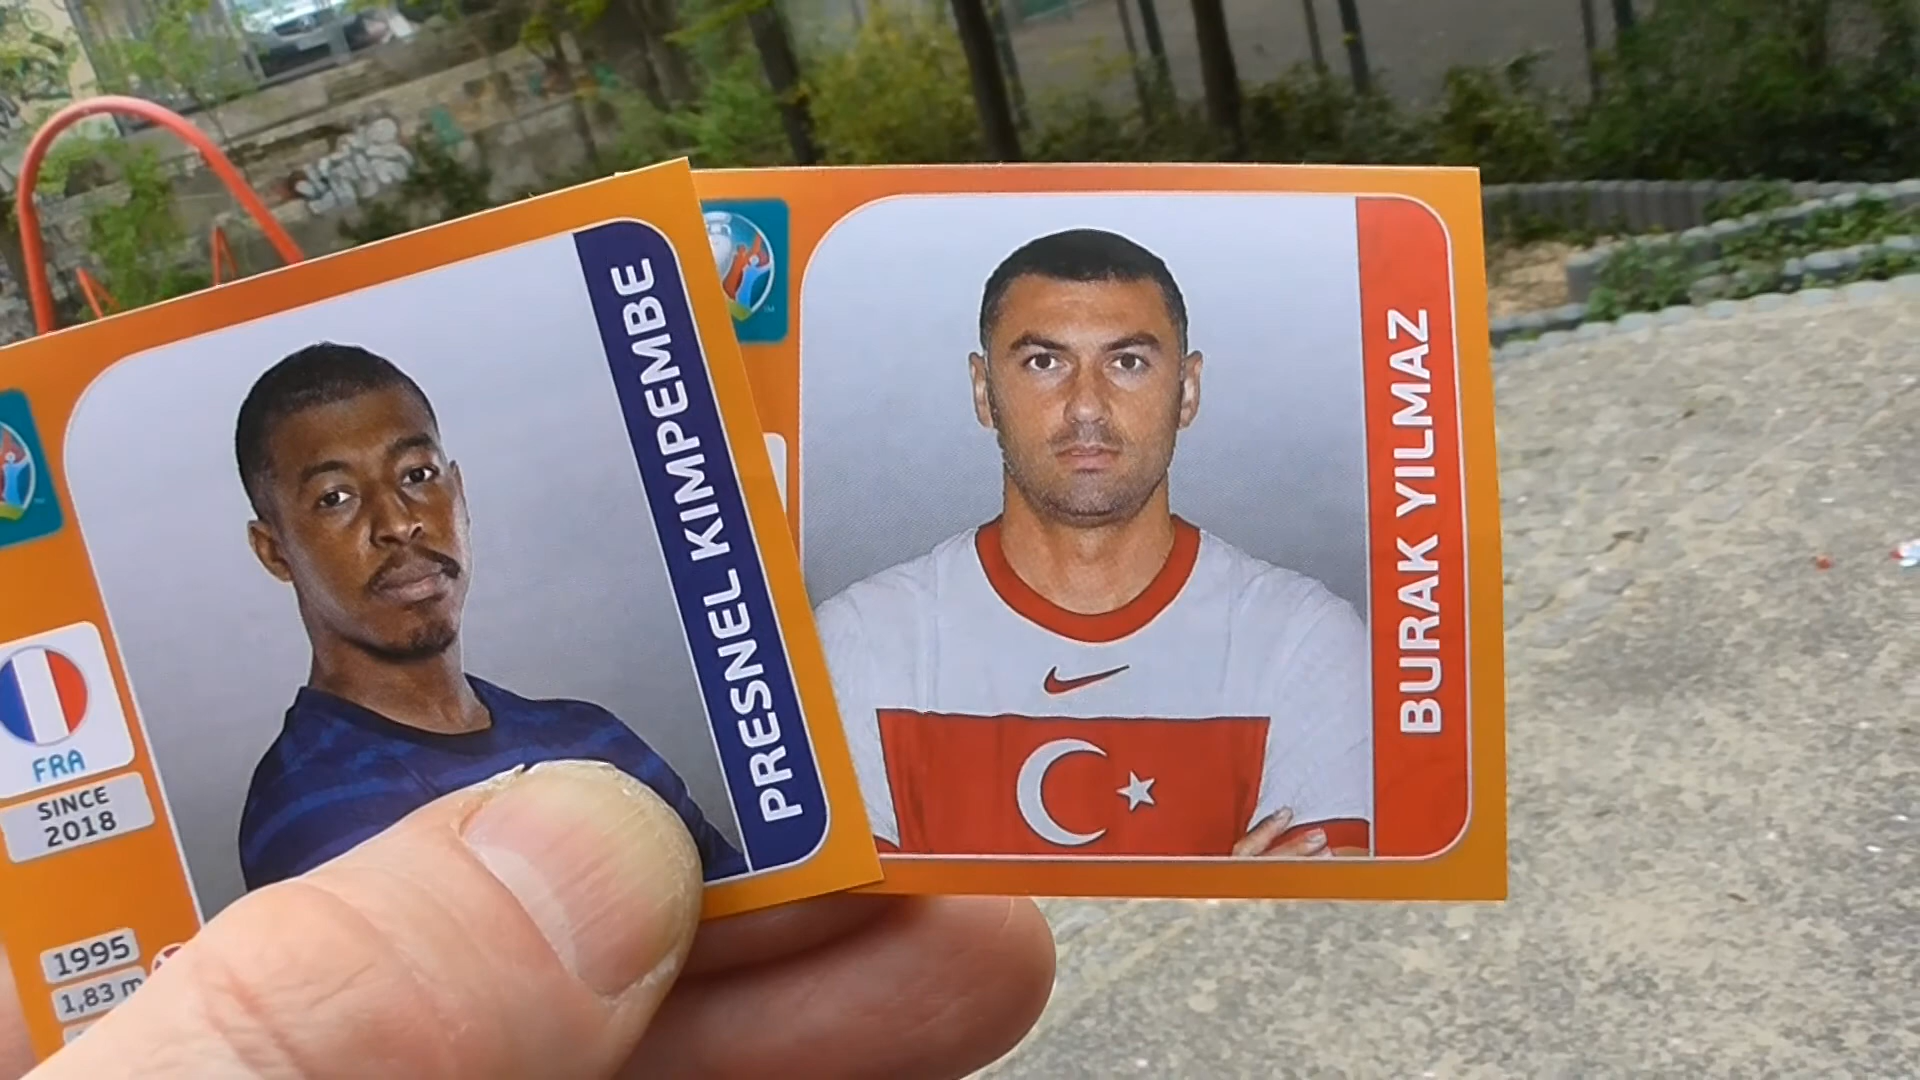 PRESNEL KIMPEMBE
FRA
SINCE
2018
1995
1,83 m
BURAK YILMAZ